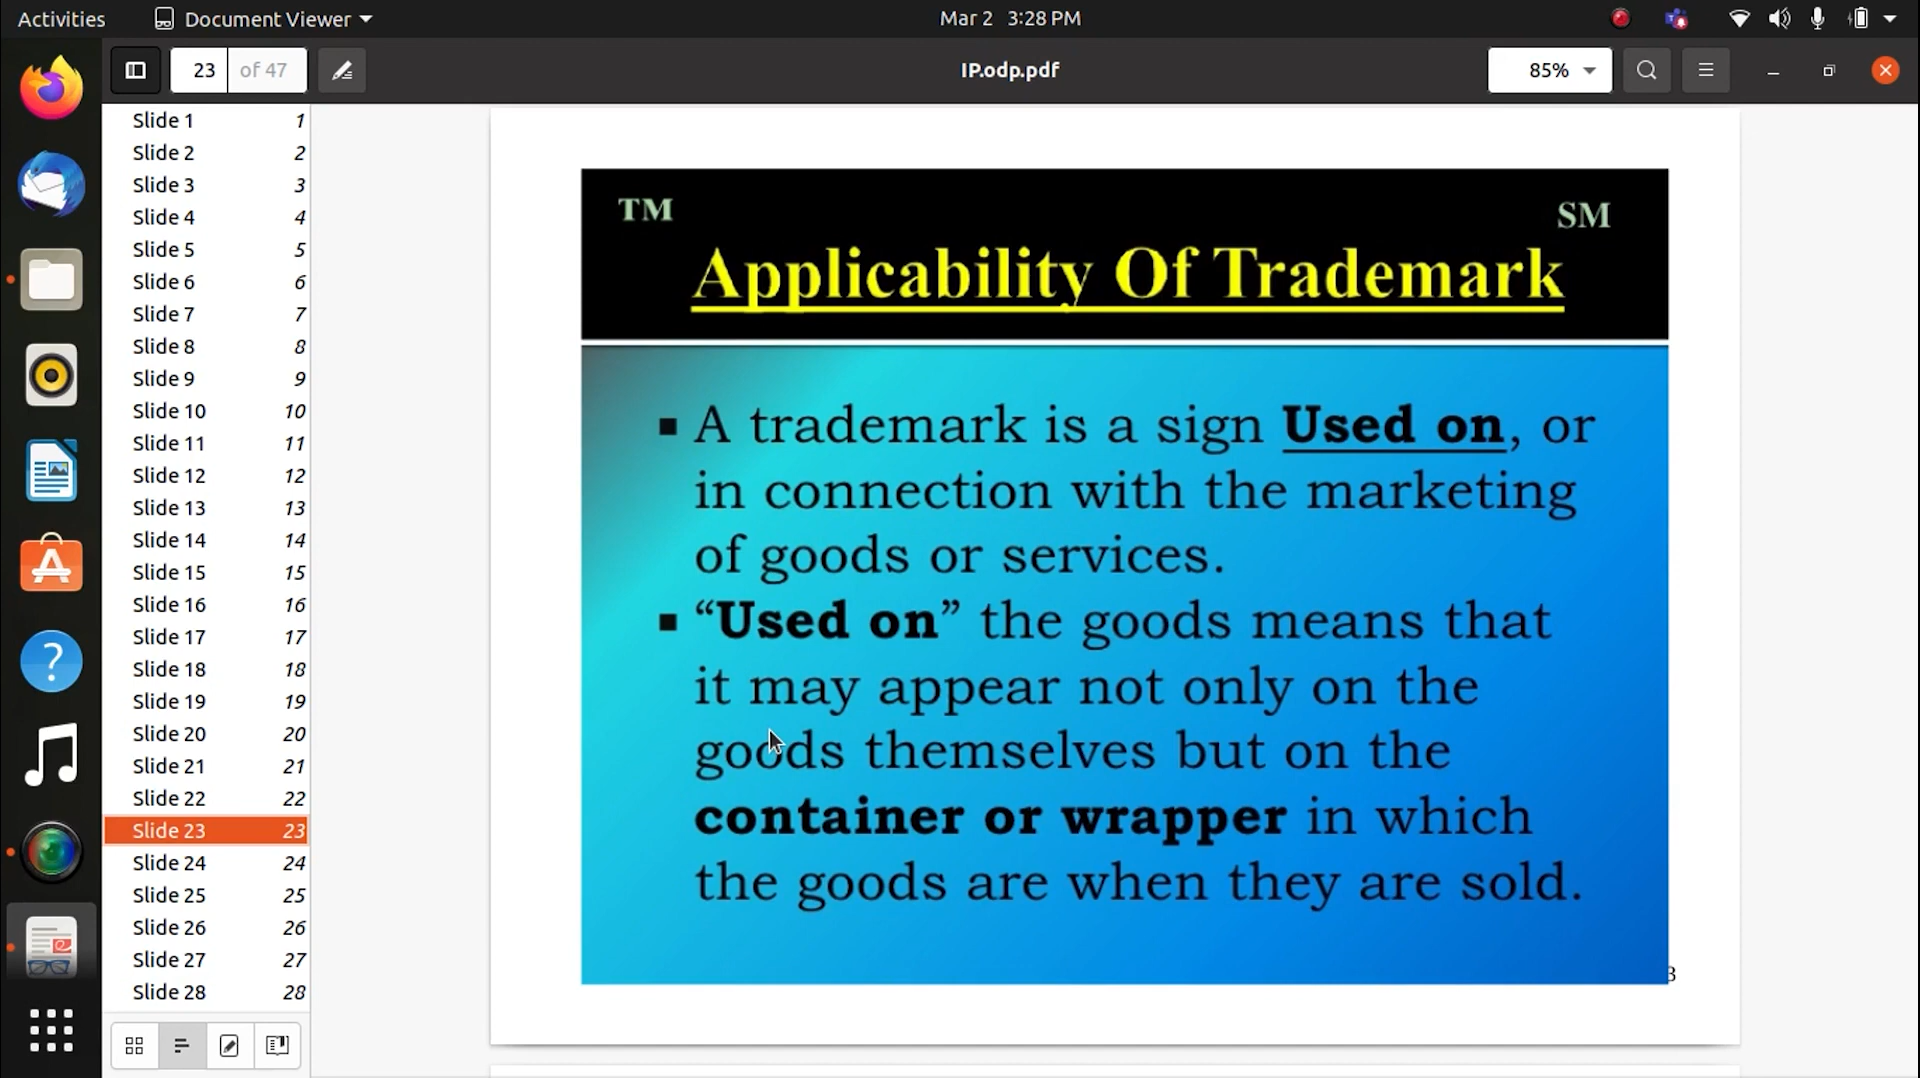 Activities
Document Viewer
Mar 2 3:28 PM
23 of 47
IP.odp.pdf
85%
Slide 1 1
Slide 2 2
Slide 3 3
Slide 4 4
Slide 5 5
Slide 6 6
Slide 7 7
Slide 8 8
Slide 9 9
Slide 10 10
Slide 11 11
Slide 12 12
Slide 13 13
Slide 14 14
Slide 15 15
Slide 16 16
Slide 17 17
Slide 18 18
Slide 19 19
Slide 20 20
Slide 21 21
Slide 22 22
Slide 23 23
Slide 24 24
Slide 25 25
Slide 26 26
Slide 27 27
Slide 28 28
TM
SM
Applicability Of Trademark
▪ A trademark is a sign Used on, or
in connection with the marketing
of goods or services.
▪ “Used on” the goods means that
it may appear not only on the
goods themselves but on the
container or wrapper in which
the goods are when they are sold.
3